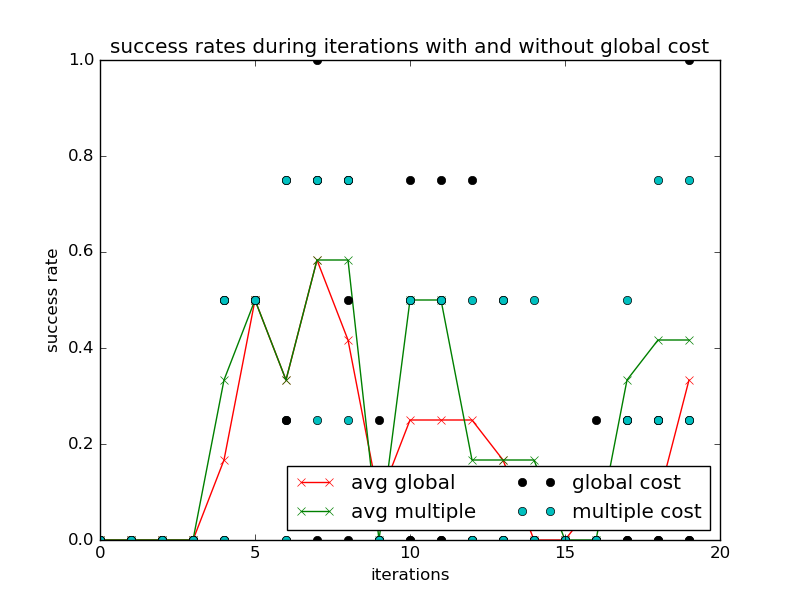 success rates during iterations with and without global cost
1.0
0.8
0.6
0.4
0.2
0.0
success rate
avg global
global cost
avg multiple
multiple cost
0 5 10 15 20
iterations